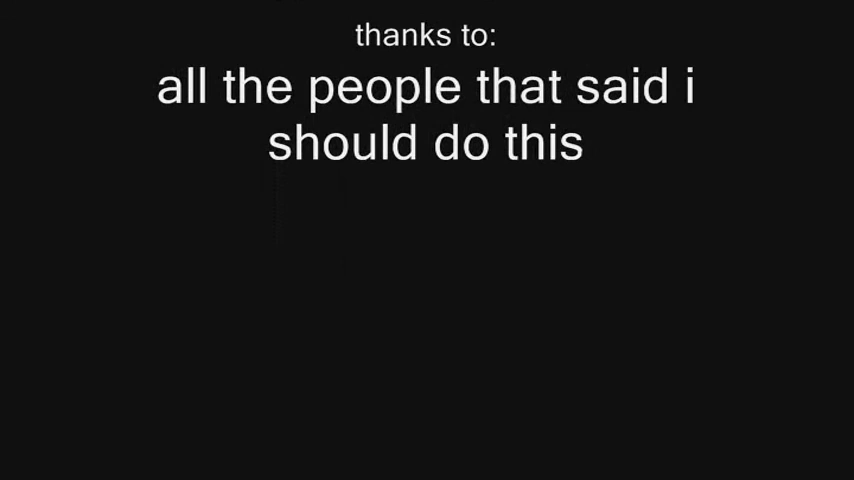 thanks to:
all the people that said i
should do this